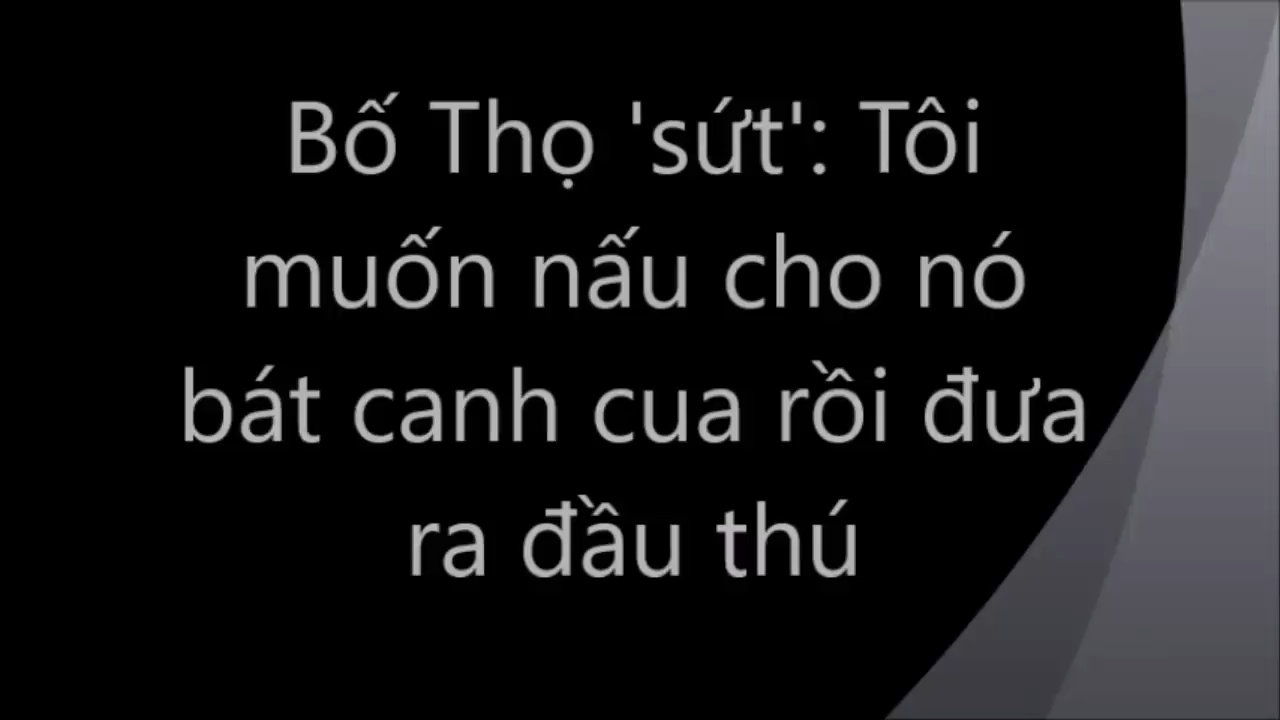 Bố Thọ 'sứt': Tôi
muốn nấu cho nó
bát canh cua rồi đưa
ra đầu thú